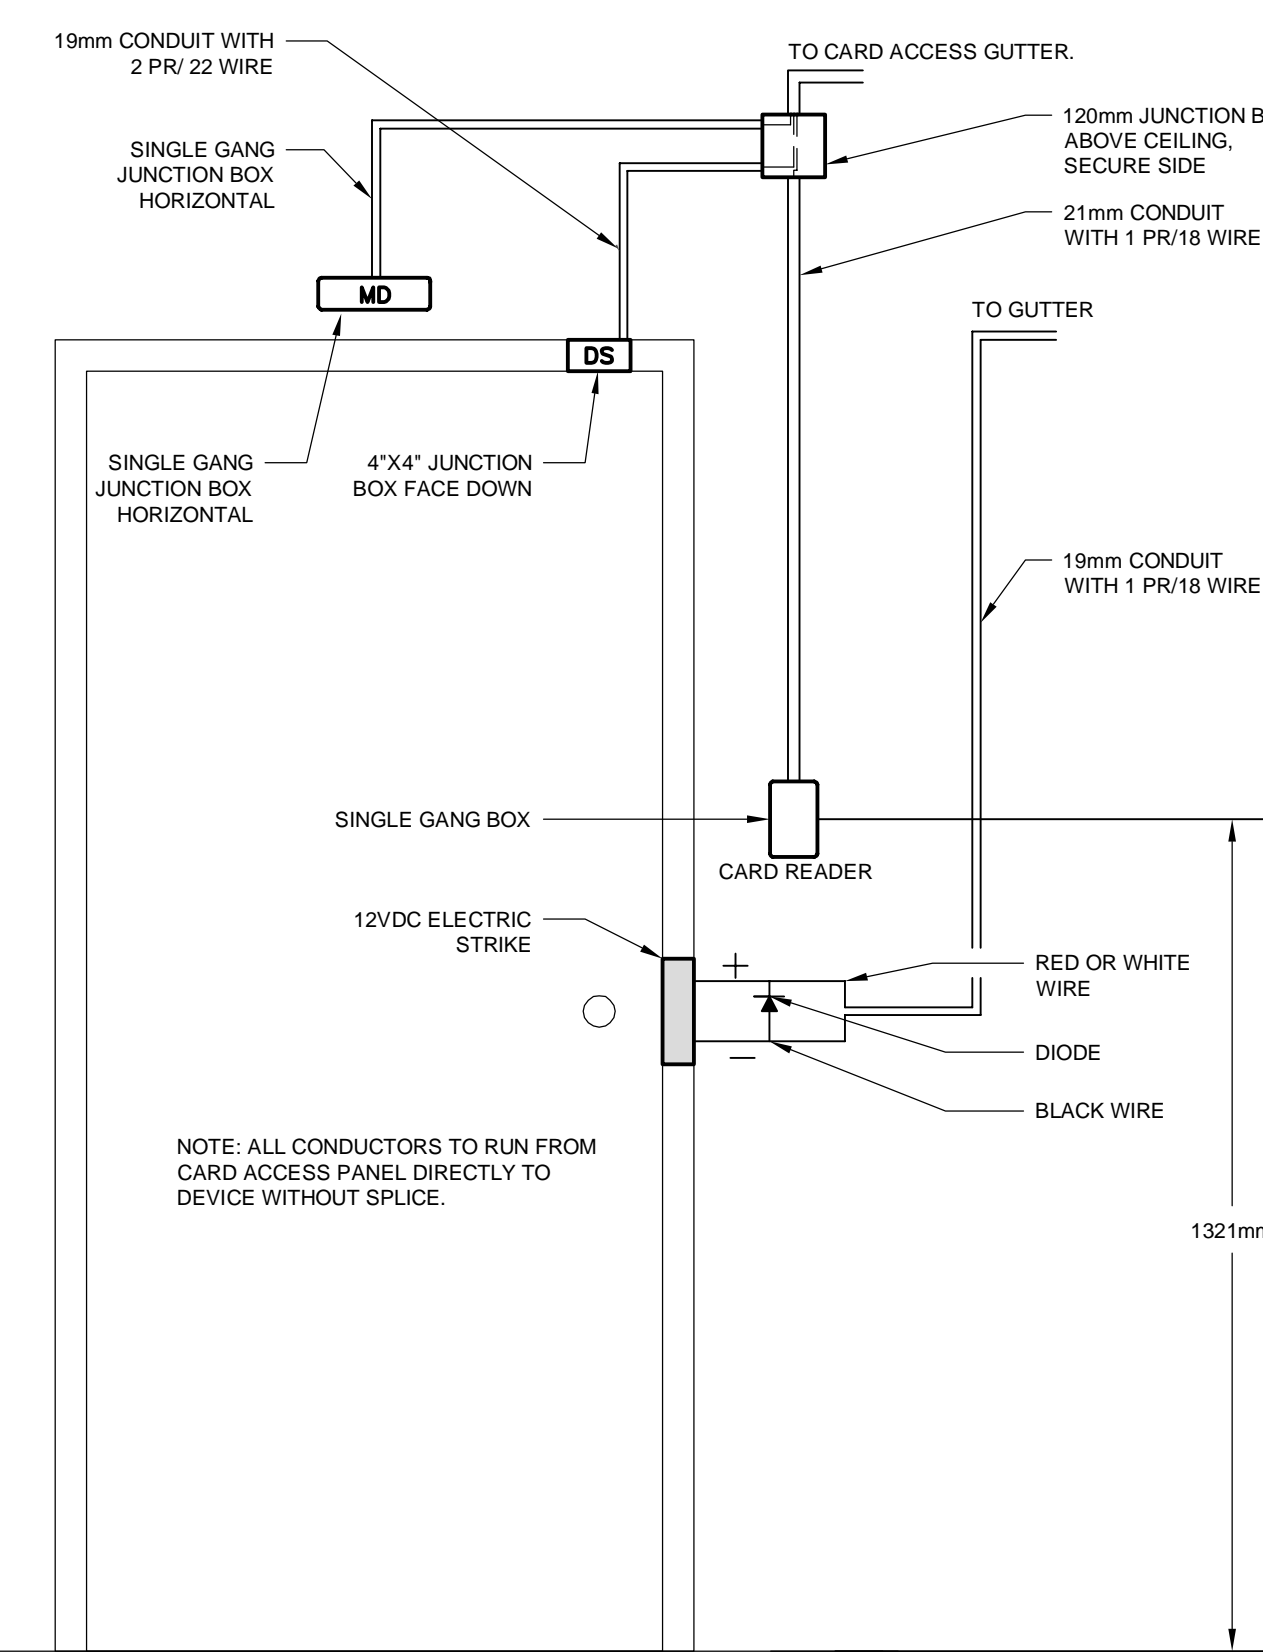 19mm CONDUIT WITH
2 PR/ 22 WIRE
TO CARD ACCESS GUTTER.
SINGLE GANG
JUNCTION BOX
HORIZONTAL
120mm JUNCTION B
ABOVE CEILING,
SECURE SIDE
21mm CONDUIT
WITH 1 PR/18 WIRE
MD
TO GUTTER
DS
SINGLE GANG
JUNCTION BOX
HORIZONTAL
4"X4" JUNCTION
BOX FACE DOWN
19mm CONDUIT
WITH 1 PR/18 WIRE
SINGLE GANG BOX
CARD READER
12VDC ELECTRIC
STRIKE
+
RED OR WHITE
WIRE
DIODE
—
BLACK WIRE
NOTE: ALL CONDUCTORS TO RUN FROM
CARD ACCESS PANEL DIRECTLY TO
DEVICE WITHOUT SPLICE.
1321mm